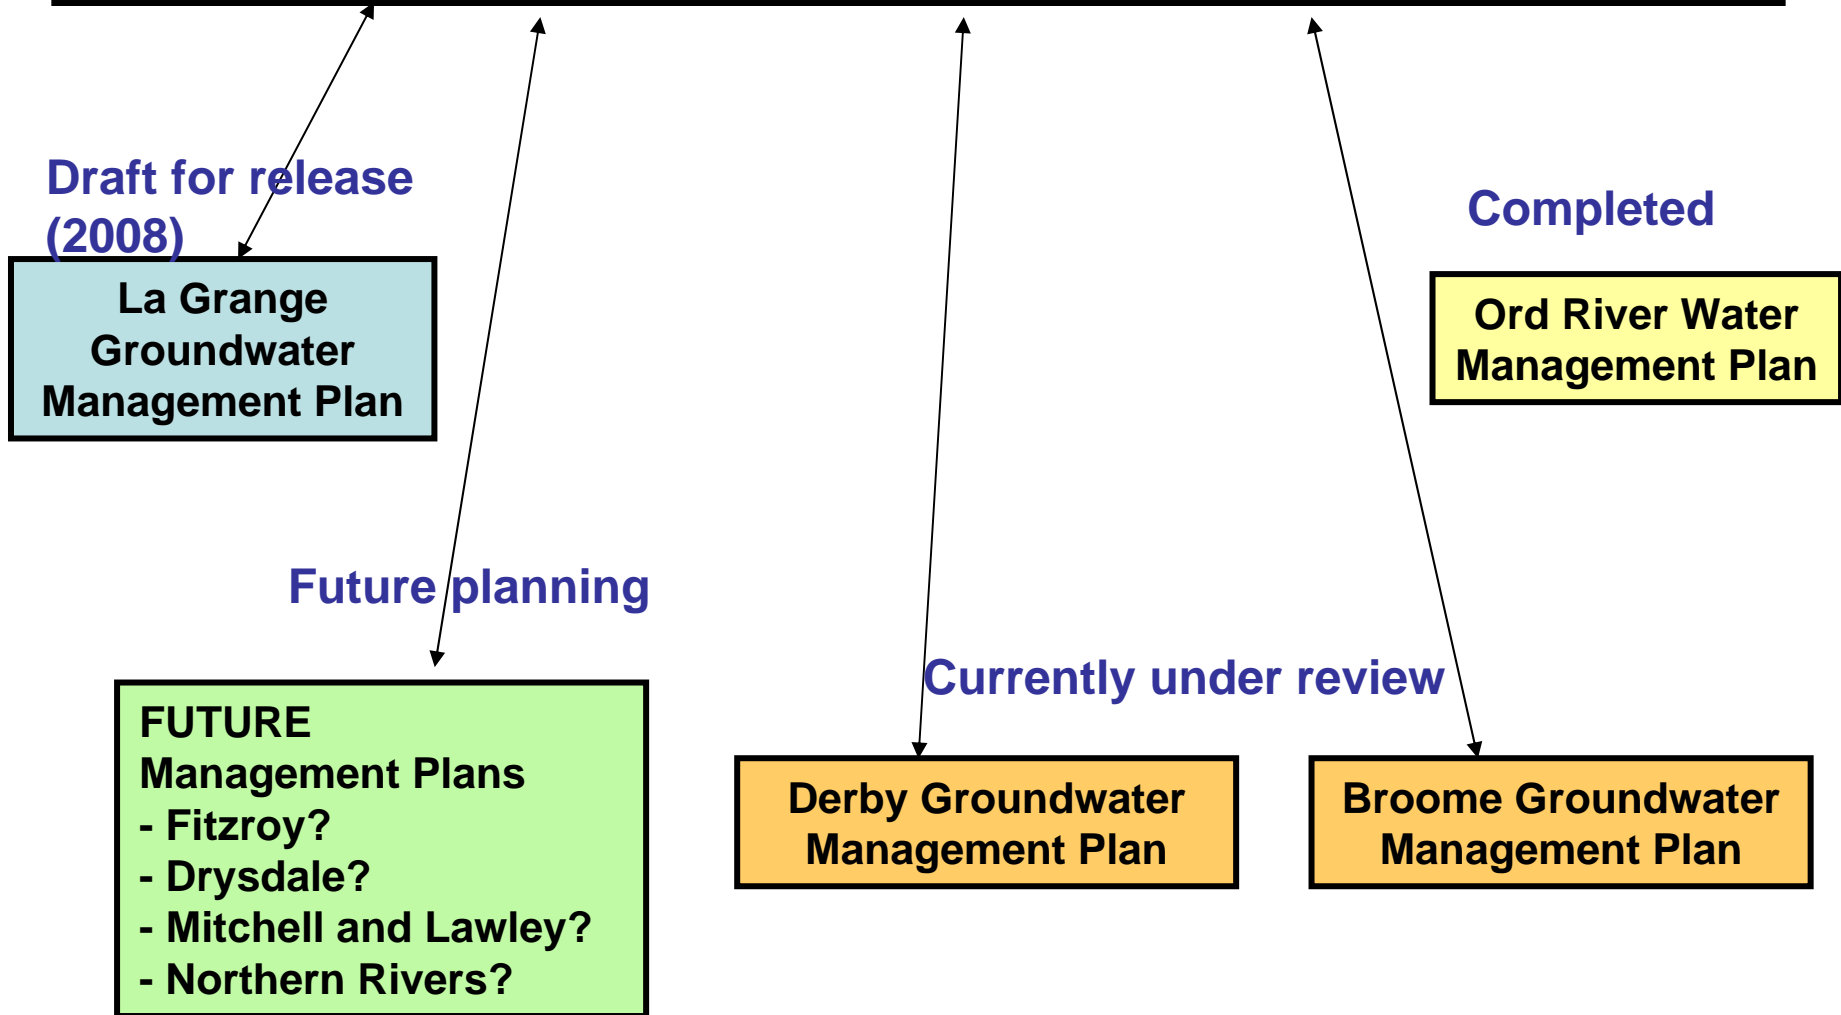 Draft for release
(2008)
La Grange
Groundwater
Management Plan
Completed
Ord River Water
Management Plan
Future planning
FUTURE
Management Plans
- Fitzroy?
- Drysdale?
- Mitchell and Lawley?
- Northern Rivers?
Currently under review
Derby Groundwater
Management Plan
Broome Groundwater
Management Plan